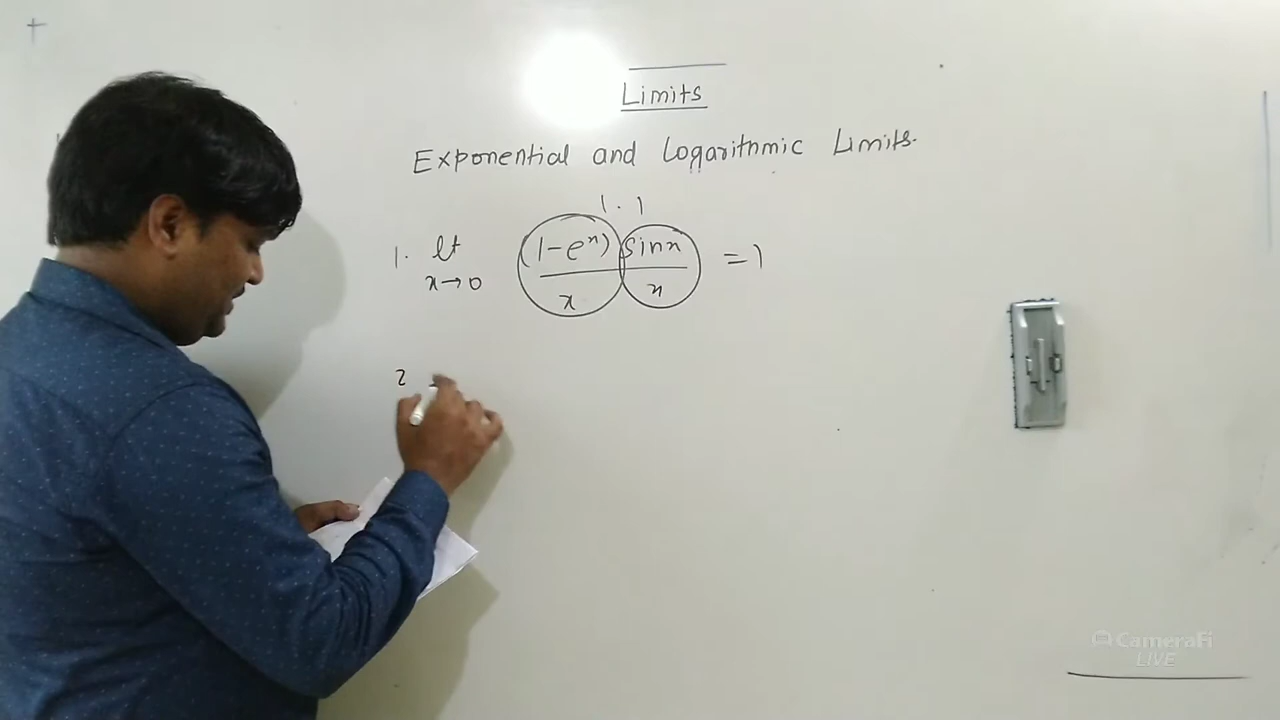 Limits
Exponential and Logarithmic Limits.
1 . 1
1. lt x→0 (1-eˣ)/x sinx/x = 1
2
CameraFi
LIVE